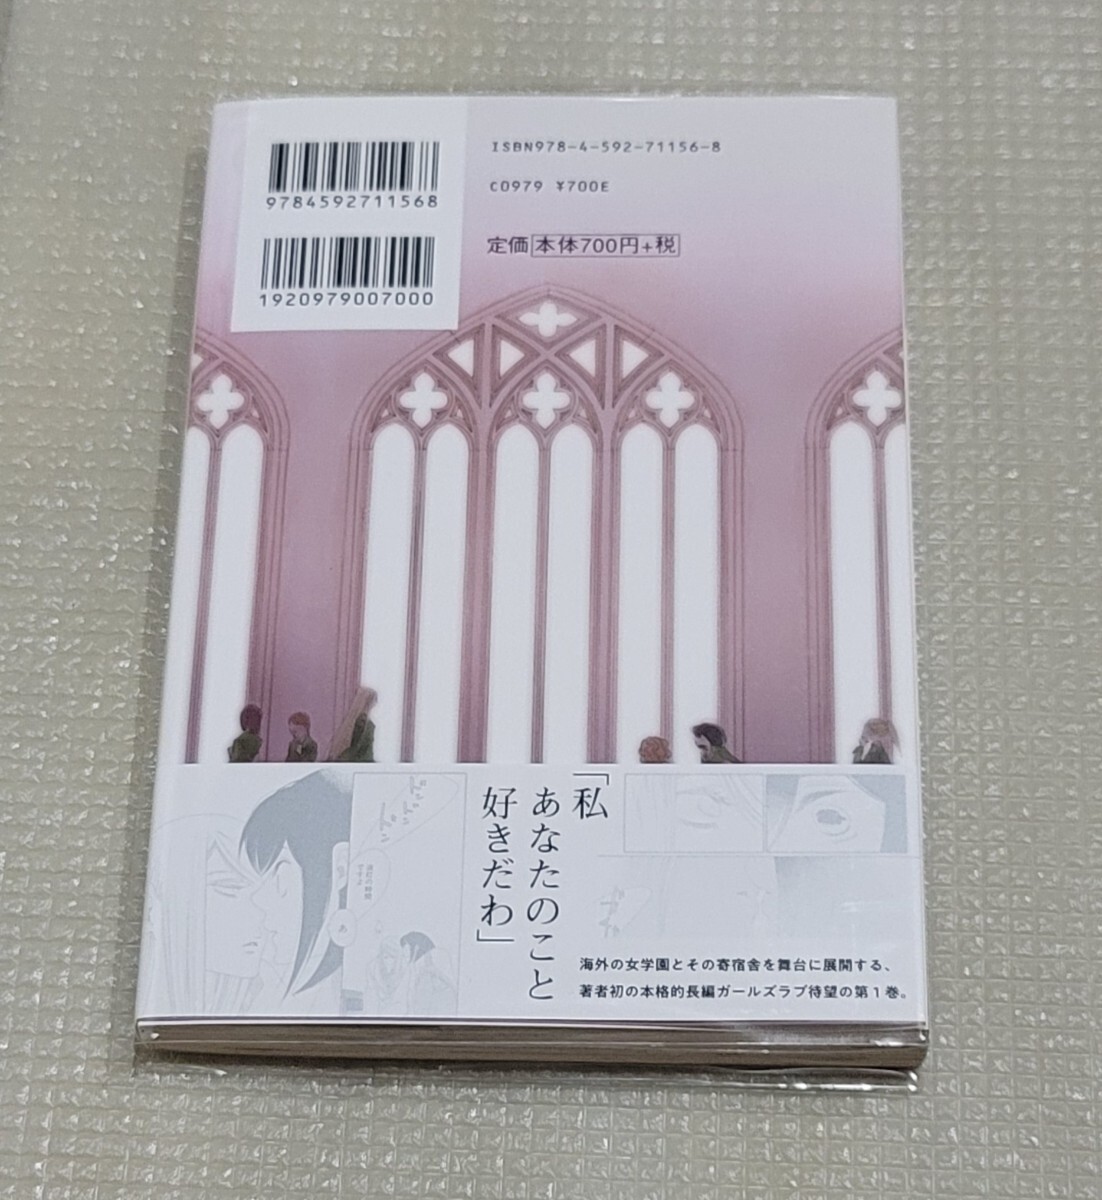 9784592711568
1920979007000
ISBN978-4-592-71156-8
C0979 ¥700E
定価 本体700円+税
「私
あなたのこと
好きだわ」
海外の女学園とその寄宿舎を舞台に展開する、
著者初の本格的長編ガールズラブ待望の第1巻。